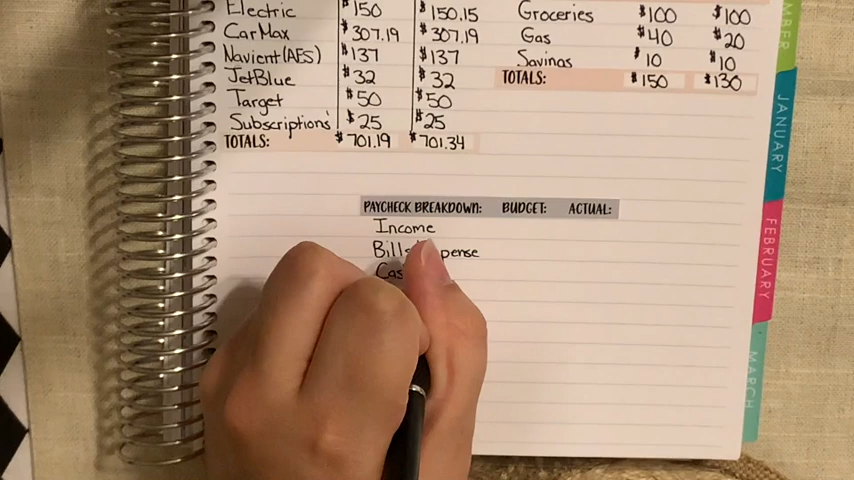 Electric $150 $150.15
CarMax $307.19 $307.19
Navient (AES) $137 $137
JetBlue $32 $32
Target $50 $50
Subscriptions $25 $25
TOTALS: $701.19 $701.34
Groceries $100 $100
Gas $40 $20
Savings $10 $10
TOTALS: $150 $130
PAYCHECK BREAKDOWN: BUDGET: ACTUAL:
Income
JANUARY
FEBRUARY
MARCH